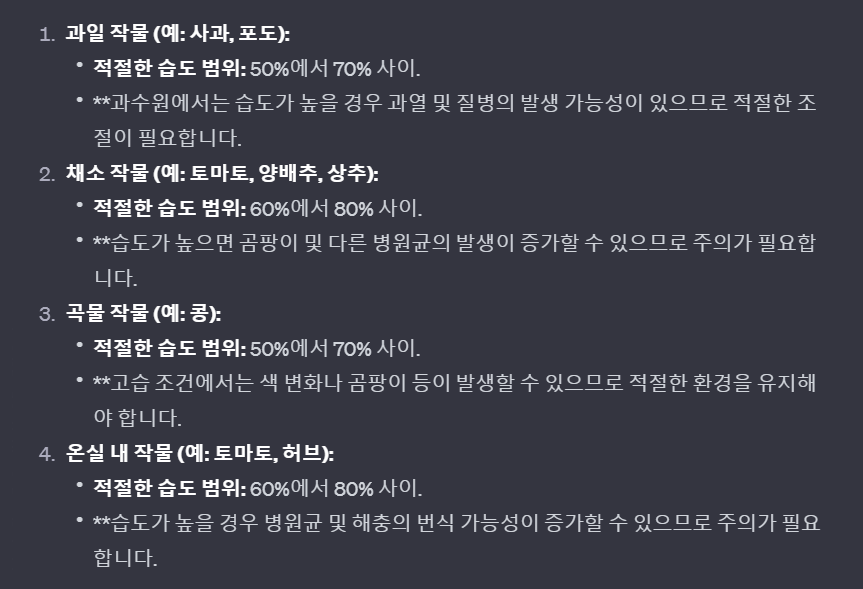 1. 과일 작물 (예: 사과, 포도):
• 적절한 습도 범위: 50%에서 70% 사이.
• **과수원에서는 습도가 높을 경우 과열 및 질병의 발생 가능성이 있으므로 적절한 조
절이 필요합니다.
2. 채소 작물 (예: 토마토, 양배추, 상추):
• 적절한 습도 범위: 60%에서 80% 사이.
• **습도가 높으면 곰팡이 및 다른 병원균의 발생이 증가할 수 있으므로 주의가 필요합
니다.
3. 곡물 작물 (예: 콩):
• 적절한 습도 범위: 50%에서 70% 사이.
• **고습 조건에서는 색 변화나 곰팡이 등이 발생할 수 있으므로 적절한 환경을 유지해
야 합니다.
4. 온실 내 작물 (예: 토마토, 허브):
• 적절한 습도 범위: 60%에서 80% 사이.
• **습도가 높을 경우 병원균 및 해충의 번식 가능성이 증가할 수 있으므로 주의가 필요
합니다.